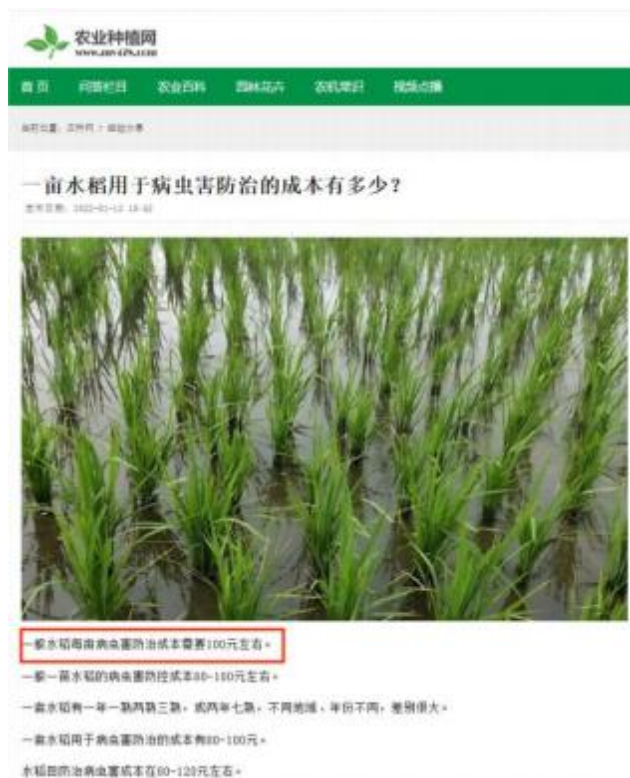 农业种植网
首页 问答栏目 农业百科 园林花卉 农机常识 视频点播
一亩水稻用于病虫害防治的成本有多少?
一般水稻每亩病虫害防治成本需要100元左右。
一般一亩水稻的病虫害防控成本80-100元左右。
一亩水稻有一年一熟两熟三熟,或两年七熟,不同地域、年份不同,差别很大。
一亩水稻用于病虫害防治的成本有80-100元。
水稻田防治病虫害成本在80-120元左右。